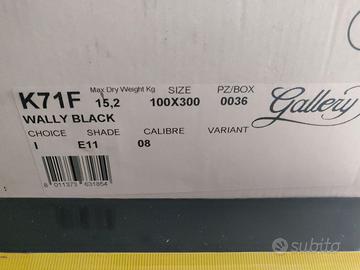 Max Dry Weight Kg SIZE PZ/BOX
K71F 15,2 100X300 0036
WALLY BLACK
CHOICE SHADE CALIBRE VARIANT
I E11 08
8 011373 631854
Gallery
subito